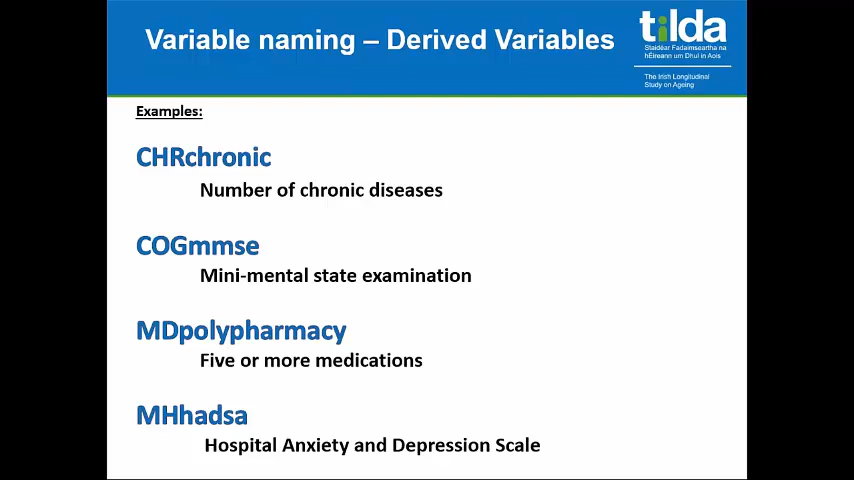 Variable naming – Derived Variables
tilda
Staidéar Fadaimseartha na
hÉireann um Dhul in Aois
The Irish Longitudinal
Study on Ageing
Examples:
CHRchronic
Number of chronic diseases
COGmmse
Mini-mental state examination
MDpolypharmacy
Five or more medications
MHhadsa
Hospital Anxiety and Depression Scale